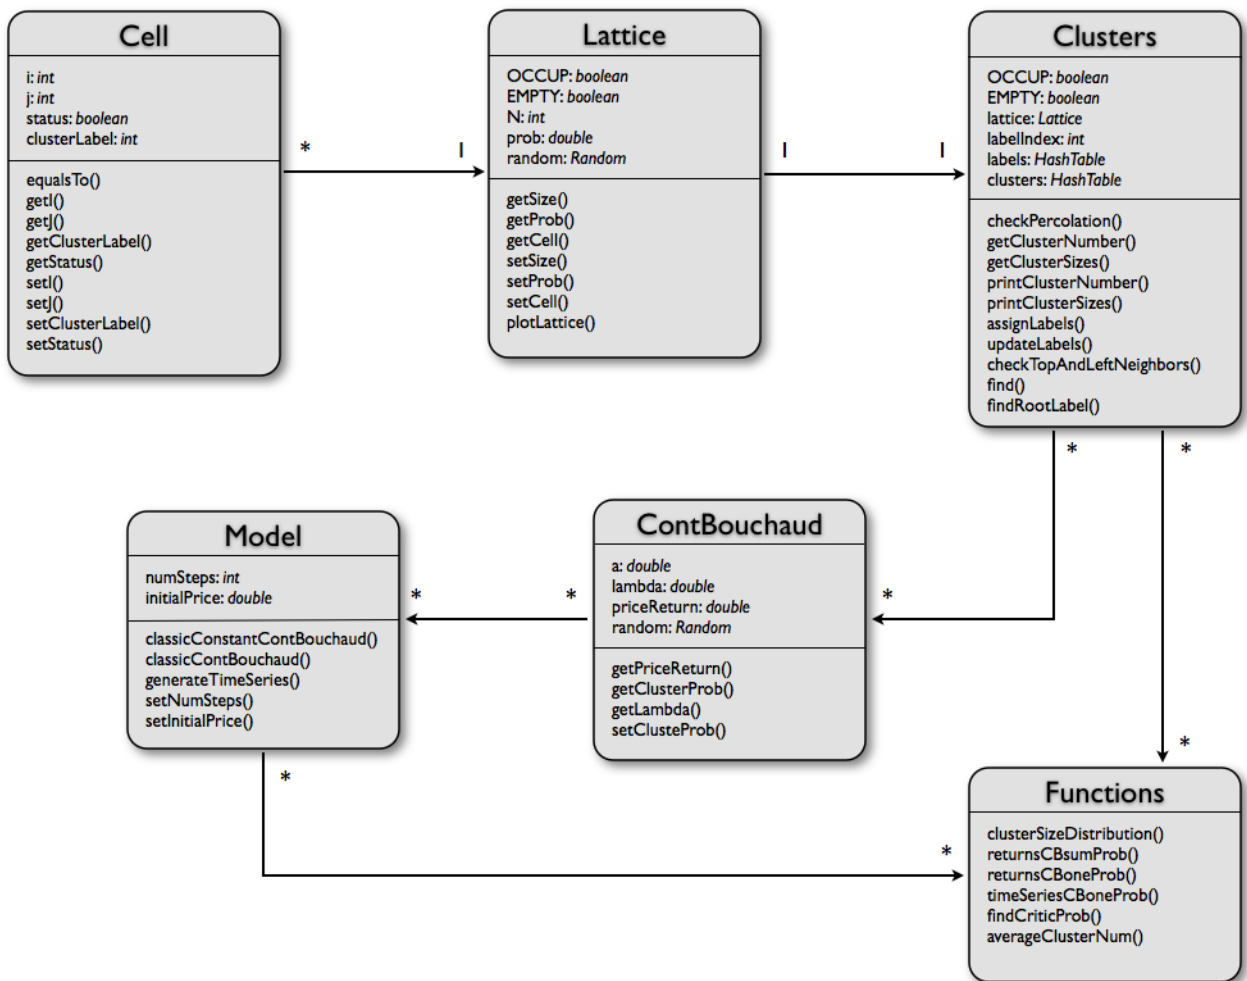 Cell
i: int
j: int
status: boolean
clusterLabel: int
equalsTo()
getI()
getJ()
getClusterLabel()
getStatus()
setI()
setJ()
setClusterLabel()
setStatus()
* 1
Lattice
OCCUP: boolean
EMPTY: boolean
N: int
prob: double
random: Random
getSize()
getProb()
getCell()
setSize()
setProb()
setCell()
plotLattice()
1 1
Clusters
OCCUP: boolean
EMPTY: boolean
lattice: Lattice
labelIndex: int
labels: HashTable
clusters: HashTable
checkPercolation()
getClusterNumber()
getClusterSizes()
printClusterNumber()
printClusterSizes()
assignLabels()
updateLabels()
checkTopAndLeftNeighbors()
find()
findRootLabel()
* *
Model
numSteps: int
initialPrice: double
classicConstantContBouchaud()
classicContBouchaud()
generateTimeSeries()
setNumSteps()
setInitialPrice()
* *
ContBouchaud
a: double
lambda: double
priceReturn: double
random: Random
getPriceReturn()
getClusterProb()
getLambda()
setClusteProb()
*
*
*
*
Functions
clusterSizeDistribution()
returnsCBsumProb()
returnsCBoneProb()
timeSeriesCBoneProb()
findCriticProb()
averageClusterNum()